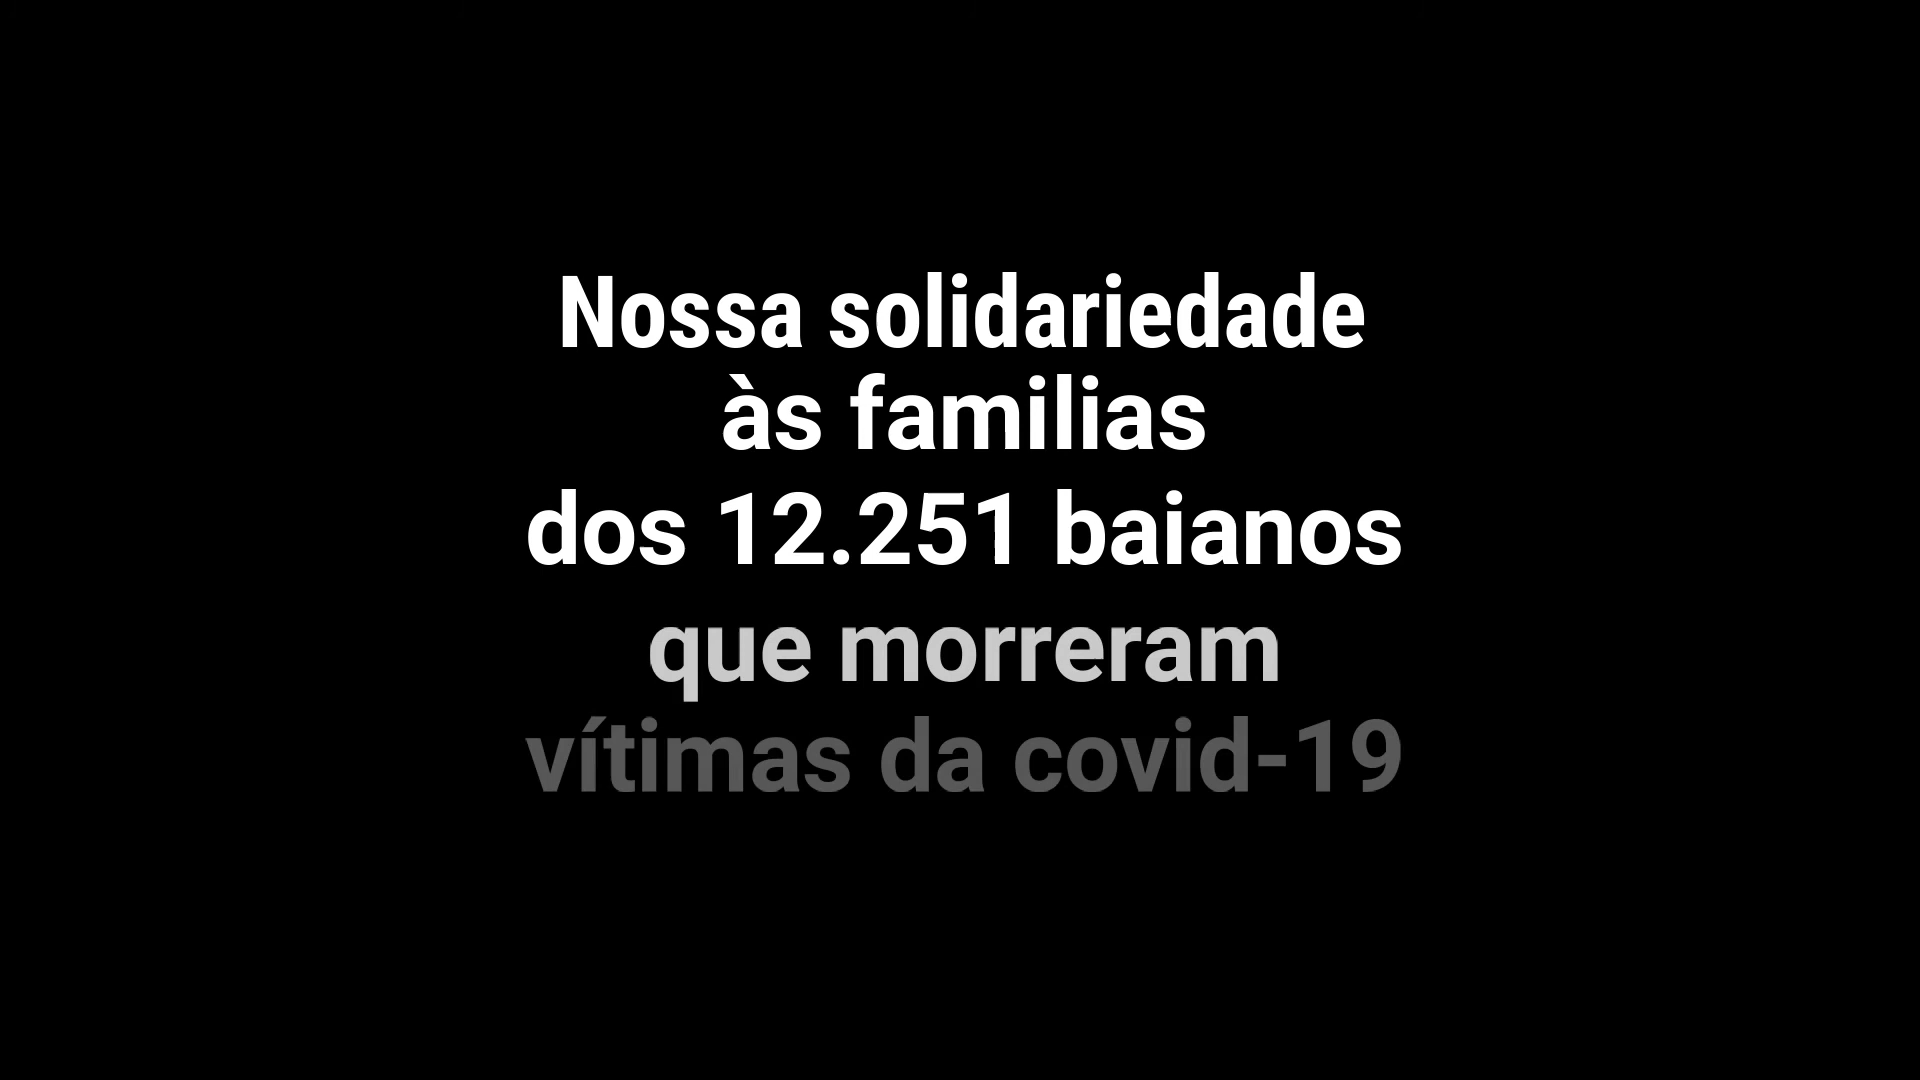 Nossa solidariedade
às familias
dos 12.251 baianos
que morreram
vítimas da covid-19